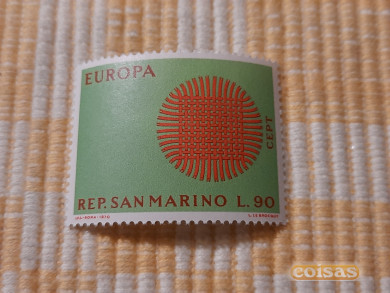 EUROPA
CEPT
REP. SAN MARINO L. 90
coisas